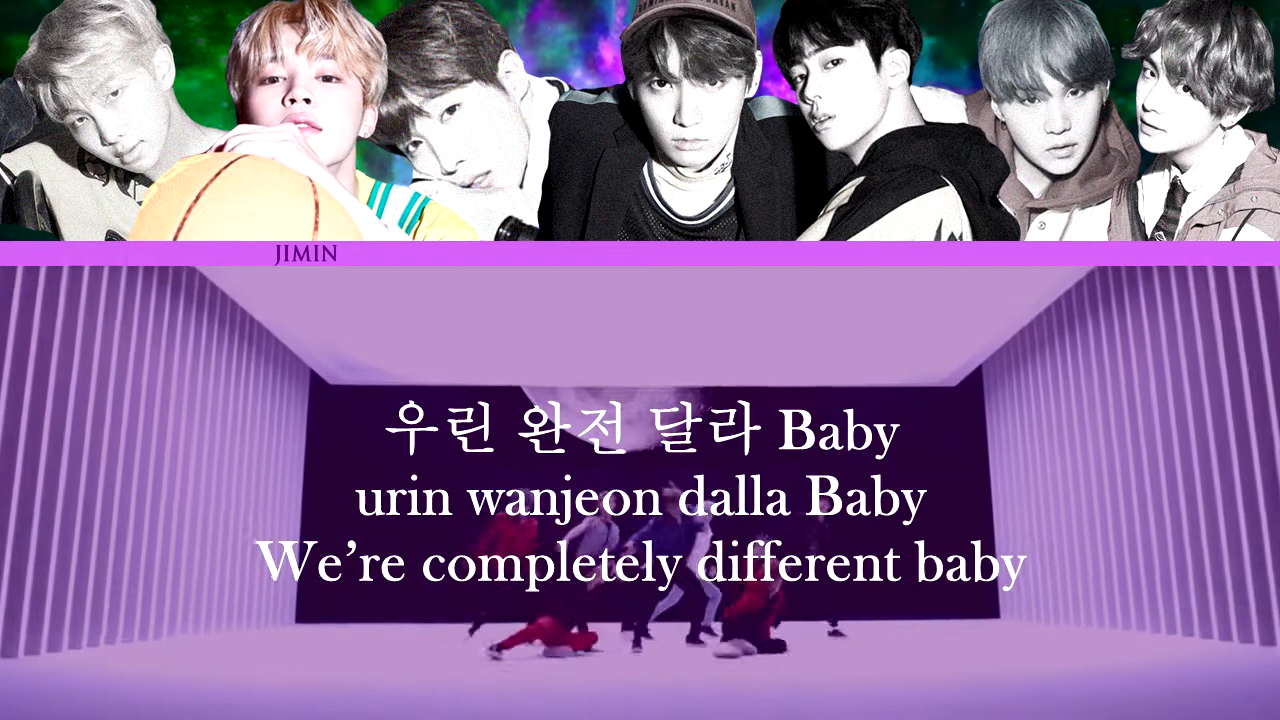 JIMIN
우린 완전 달라 Baby
urin wanjeon dalla Baby
We’re completely different baby